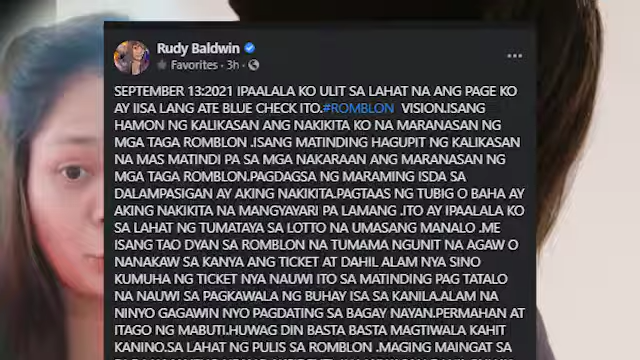 Rudy Baldwin
Favorites · 3h ·
SEPTEMBER 13:2021 IPAALALA KO ULIT SA LAHAT NA ANG PAGE KO
AY IISA LANG ATE BLUE CHECK ITO.#ROMBLON VISION.ISANG
HAMON NG KALIKASAN ANG NAKIKITA KO NA MARANASAN NG
MGA TAGA ROMBLON .ISANG MATINDING HAGUPIT NG KALIKASAN
NA MAS MATINDI PA SA MGA NAKARAAN ANG MARANASAN NG
MGA TAGA ROMBLON.PAGDAGSA NG MARAMING ISDA SA
DALAMPASIGAN AY AKING NAKIKITA.PAGTAAS NG TUBIG O BAHA AY
AKING NAKIKITA NA MANGYAYARI PA LAMANG .ITO AY IPAALALA KO
SA LAHAT NG TUMATAYA SA LOTTO NA UMASANG MANALO .ME
ISANG TAO DYAN SA ROMBLON NA TUMAMA NGUNIT NA AGAW O
NANAKAW SA KANYA ANG TICKET AT DAHIL ALAM NYA SINO
KUMUHA NG TICKET NYA NAUWI ITO SA MATINDING PAG TATALO
NA NAUWI SA PAGKAWALA NG BUHAY ISA SA KANILA.ALAM NA
NINYO GAGAWIN NYO PAGDATING SA BAGAY NAYAN.PERMAHAN AT
ITAGO NG MABUTI.HUWAG DIN BASTA BASTA MAGTIWALA KAHIT
KANINO.SA LAHAT NG PULIS SA ROMBLON .MAGING MAINGAT SA